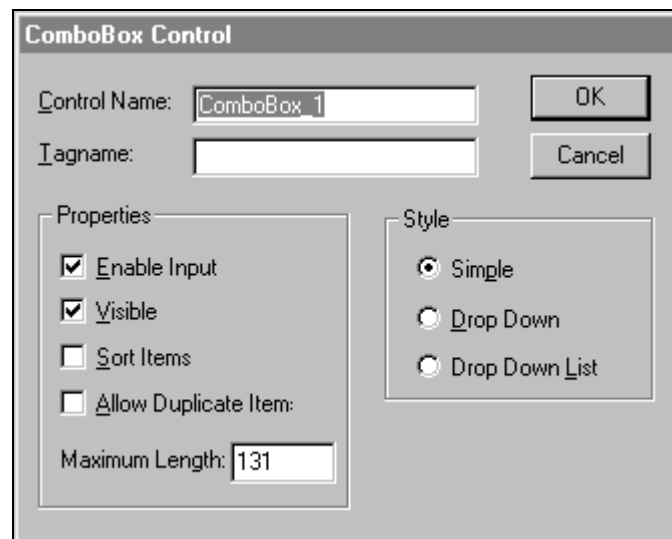 ComboBox Control
Control Name: ComboBox_1
OK
Tagname:
Cancel
Properties
Enable Input
Visible
Sort Items
Allow Duplicate Item:
Maximum Length: 131
Style
Simple
Drop Down
Drop Down List